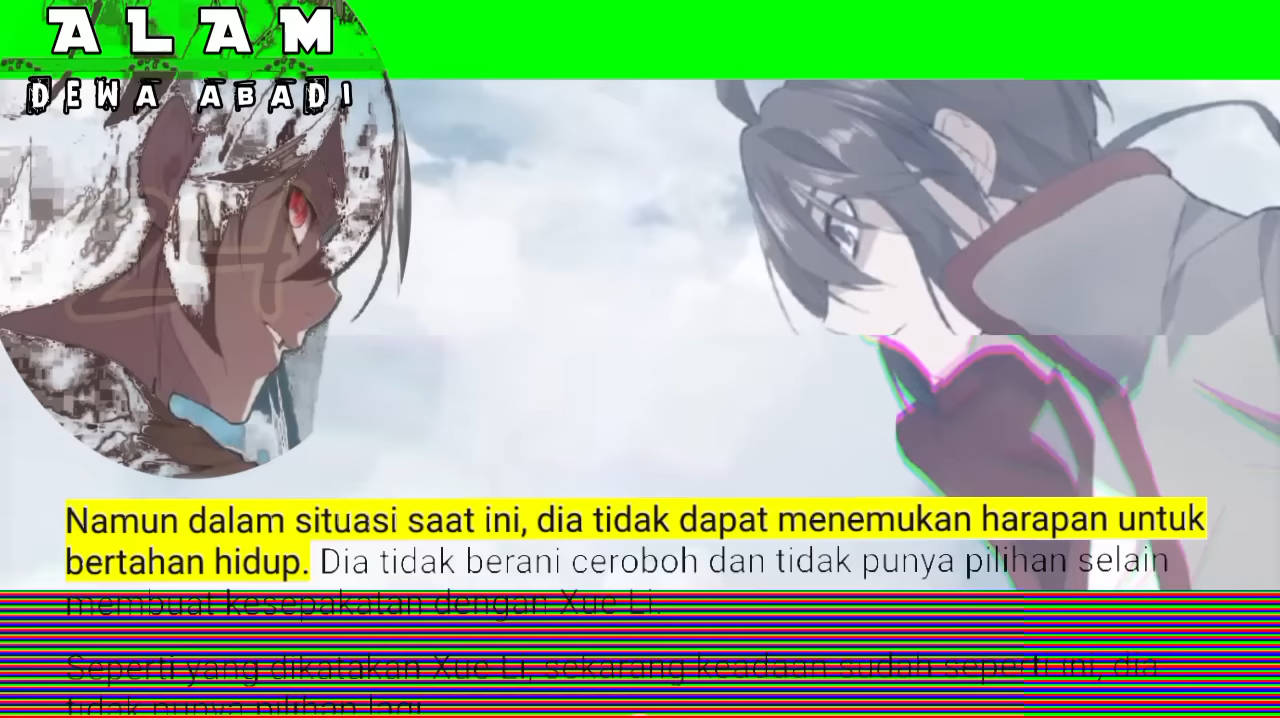 ALAM
DEWA ABADI
24
Namun dalam situasi saat ini, dia tidak dapat menemukan harapan untuk
bertahan hidup. Dia tidak berani ceroboh dan tidak punya pilihan selain
membuat kesepakatan dengan Xue Li.
Seperti yang dikatakan Xue Li, sekarang keadaan sudah seperti ini, dia
tidak punya pilihan lagi.